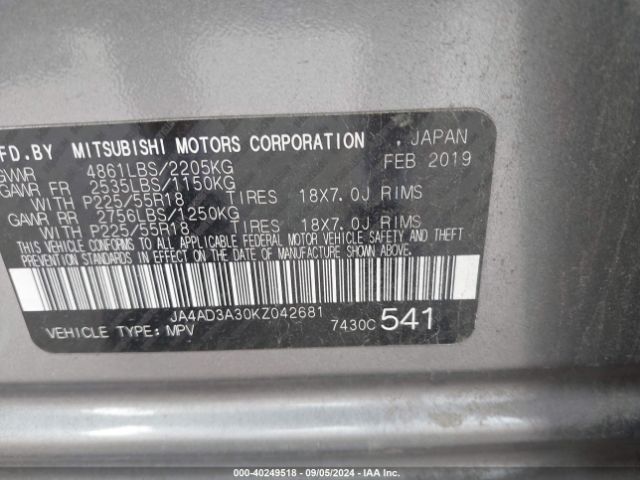 FD.BY MITSUBISHI MOTORS CORPORATION , JAPAN
GVWR 4861LBS/2205KG FEB 2019
GAWR FR 2535LBS/1150KG
WITH P225/55R18 TIRES 18X7.0J RIMS
GAWR RR 2756LBS/1250KG
WITH P225/55R18 TIRES 18X7.0J RIMS
THIS VEHICLE CONFORMS TO ALL APPLICABLE FEDERAL MOTOR VEHICLE SAFETY AND THEFT
PREVENTION STANDARDS IN EFFECT ON THE DATE OF MANUFACTURE SHOWN ABOVE.
JA4AD3A30KZ042681
VEHICLE TYPE: MPV 7430C 541
000-40249518 - 09/05/2024 - IAAI.COM